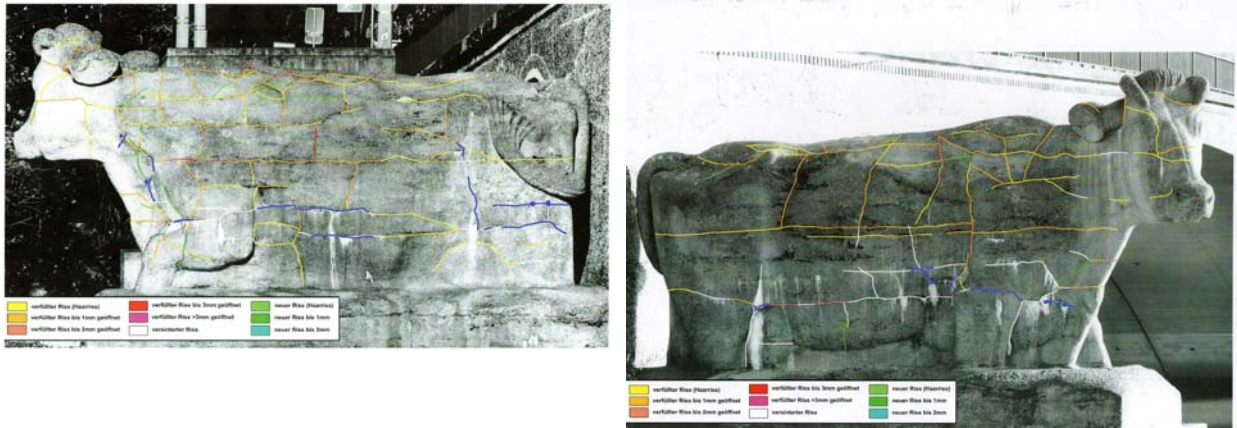 verfüllter Riss (Haarriss)
verfüllter Riss bis 3mm geöffnet
neuer Riss (Haarriss)
verfüllter Riss bis 1mm geöffnet
verfüllter Riss >3mm geöffnet
neuer Riss bis 1mm
verfüllter Riss bis 2mm geöffnet
versinterter Riss
neuer Riss bis 2mm
verfüllter Riss (Haarriss)
verfüllter Riss bis 3mm geöffnet
neuer Riss (Haarriss)
verfüllter Riss bis 1mm geöffnet
verfüllter Riss >3mm geöffnet
neuer Riss bis 1mm
verfüllter Riss bis 2mm geöffnet
versinterter Riss
neuer Riss bis 2mm